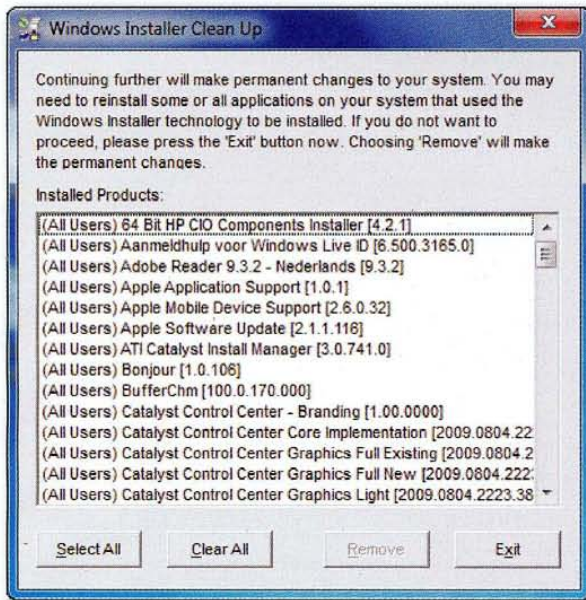 Windows Installer Clean Up
Continuing further will make permanent changes to your system. You may
need to reinstall some or all applications on your system that used the
Windows Installer technology to be installed. If you do not want to
proceed, please press the 'Exit' button now. Choosing 'Remove' will make
the permanent changes.
Installed Products:
(All Users) 64 Bit HP CIO Components Installer [4.2.1]
(All Users) Aanmeldhulp voor Windows Live ID [6.500.3165.0]
(All Users) Adobe Reader 9.3.2 - Nederlands [9.3.2]
(All Users) Apple Application Support [1.0.1]
(All Users) Apple Mobile Device Support [2.6.0.32]
(All Users) Apple Software Update [2.1.1.116]
(All Users) ATI Catalyst Install Manager [3.0.741.0]
(All Users) Bonjour [1.0.106]
(All Users) BufferChm [100.0.170.000]
(All Users) Catalyst Control Center - Branding [1.00.0000]
(All Users) Catalyst Control Center Core Implementation [2009.0804.22
(All Users) Catalyst Control Center Graphics Full Existing [2009.0804.2
(All Users) Catalyst Control Center Graphics Full New [2009.0804.222
(All Users) Catalyst Control Center Graphics Light [2009.0804.2223.38
Select All Clear All Remove Exit